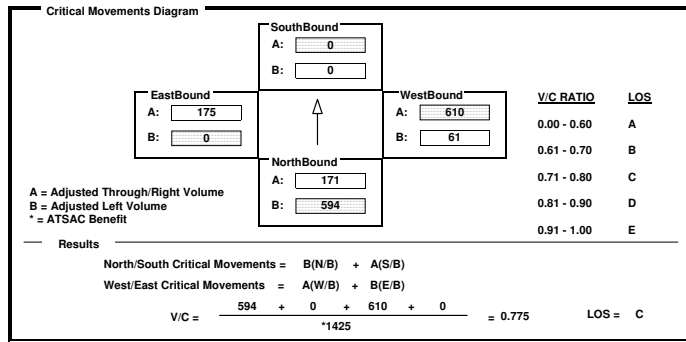 Critical Movements Diagram
SouthBound
A: 0
B: 0
EastBound
A: 175
B: 0
WestBound
A: 610
B: 61
NorthBound
A: 171
B: 594
V/C RATIO LOS
0.00 - 0.60 A
0.61 - 0.70 B
0.71 - 0.80 C
0.81 - 0.90 D
0.91 - 1.00 E
A = Adjusted Through/Right Volume
B = Adjusted Left Volume
* = ATSAC Benefit
Results
North/South Critical Movements = B(N/B) + A(S/B)
West/East Critical Movements = A(W/B) + B(E/B)
V/C = 594 + 0 + 610 + 0 = 0.775 LOS = C
*1425